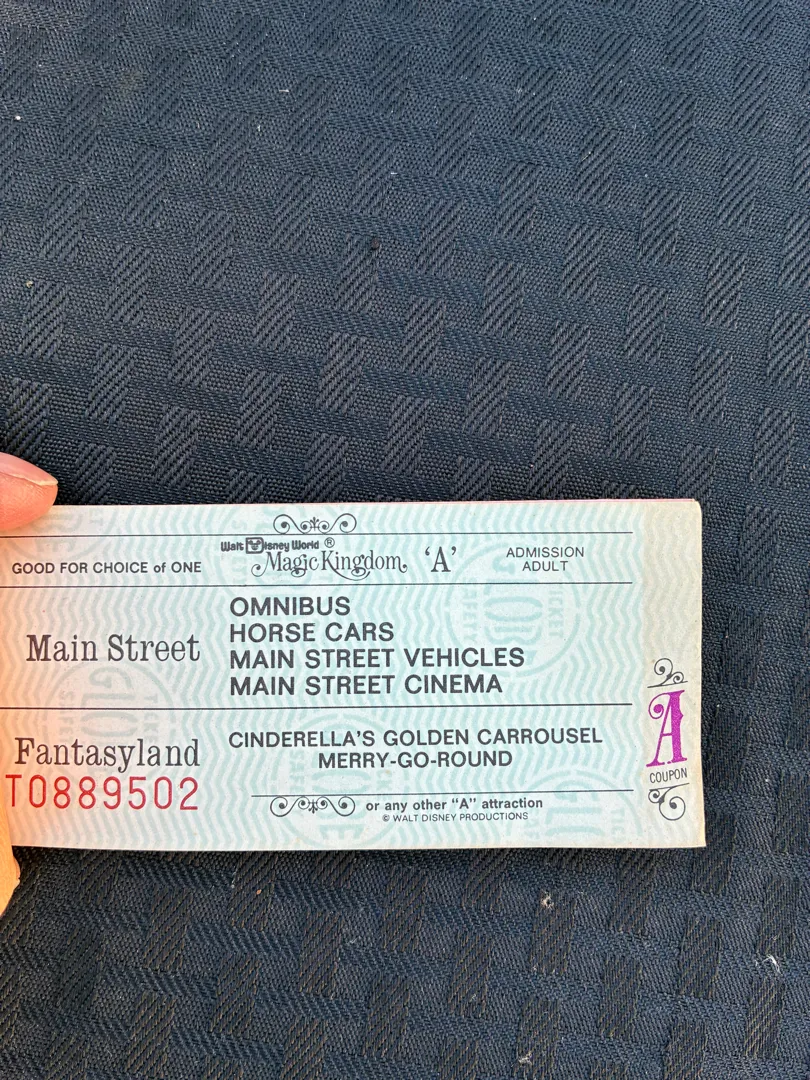 Walt Disney World ®
Magic Kingdom 'A'
GOOD FOR CHOICE of ONE
ADMISSION
ADULT
Main Street
OMNIBUS
HORSE CARS
MAIN STREET VEHICLES
MAIN STREET CINEMA
Fantasyland
CINDERELLA'S GOLDEN CARROUSEL
MERRY-GO-ROUND
T0889502
or any other "A" attraction
© WALT DISNEY PRODUCTIONS
A
COUPON